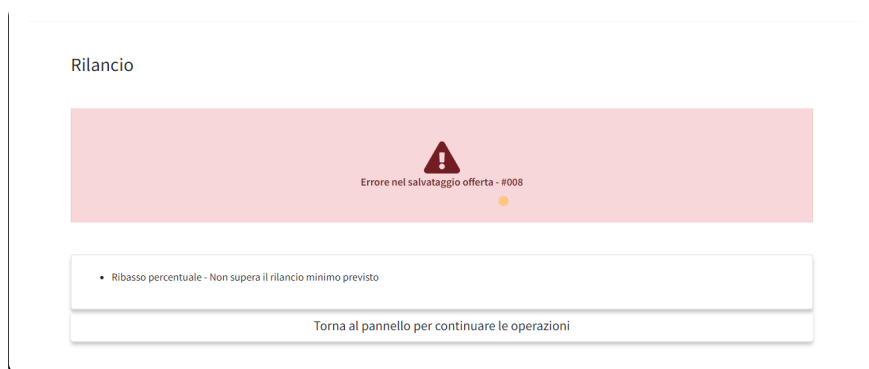 Rilancio
Errore nel salvataggio offerta - #008
Ribasso percentuale - Non supera il rilancio minimo previsto
Torna al pannello per continuare le operazioni